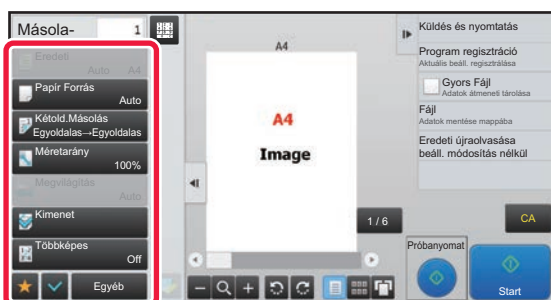 Másola-
1
Eredeti
Auto A4
Papír Forrás
Auto
Kétold.Másolás
Egyoldalas→Egyoldalas
Méretarány
100%
Megvilágítás
Auto
Kimenet
Többképes
Off
Egyéb
A4
A4
Image
1 / 6
Küldés és nyomtatás
Program regisztráció
Aktuális beáll. regisztrálása
Gyors Fájl
Adatok átmeneti tárolása
Fájl
Adatok mentése mappába
Eredeti újraolvasása
beáll. módosítás nélkül
CA
Próbanyomat
Start